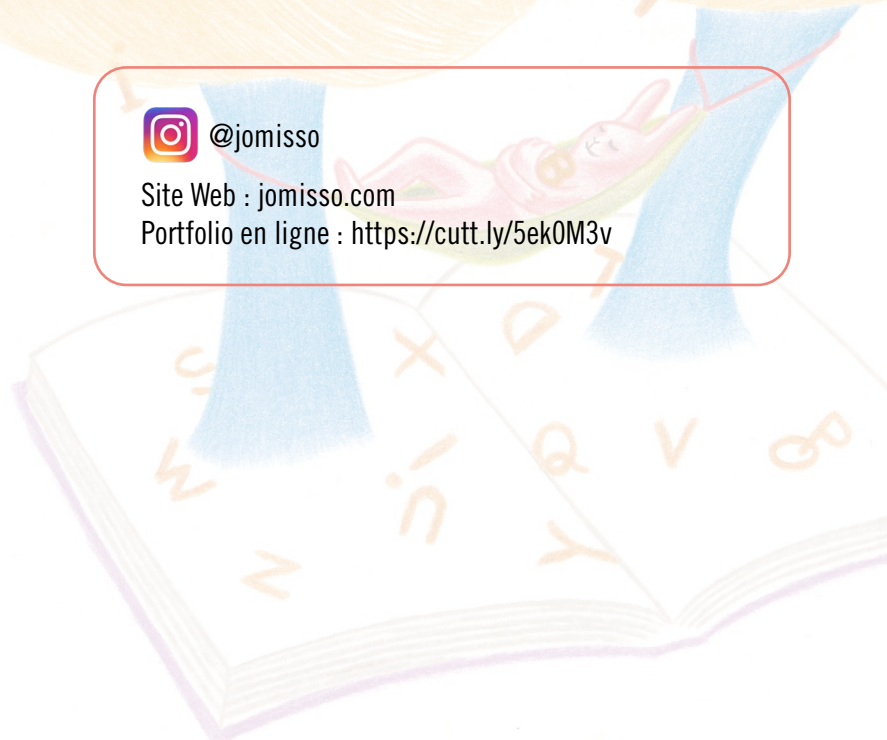 @jomisso
Site Web : jomisso.com
Portfolio en ligne : https://cutt.ly/5ek0M3v
I
T
S
X
D
M
!
U
Q
V
Q
B
N
Y